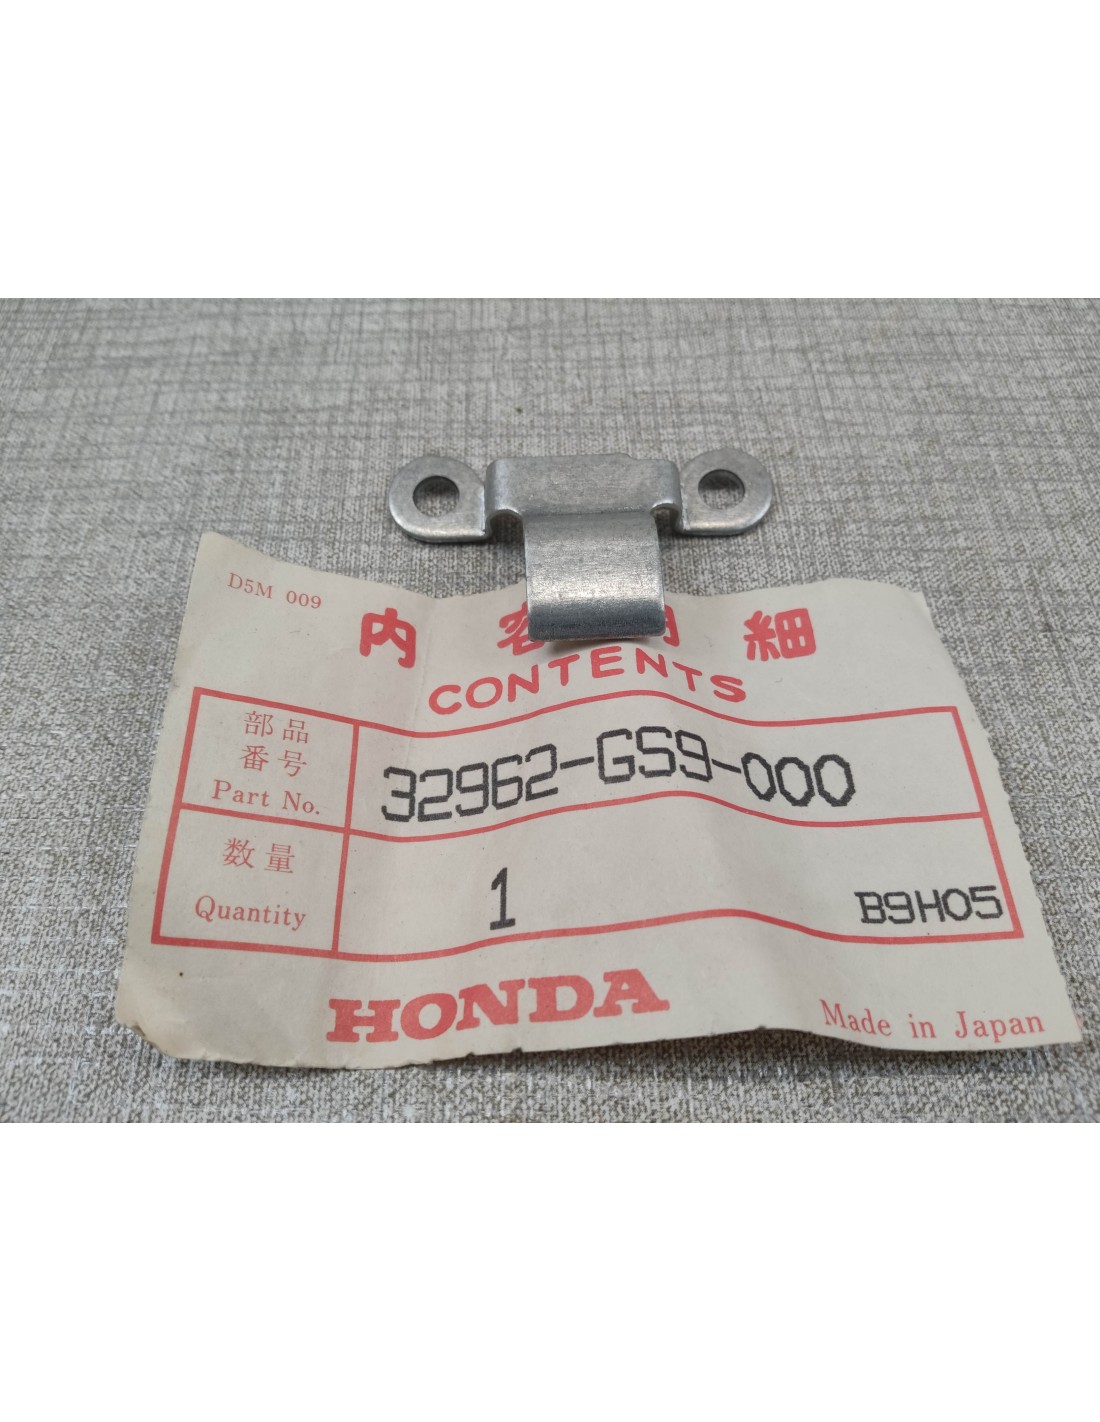 D5M 009
内 容 明 細
CONTENTS
部品
番号
Part No.
32962-GS9-000
数量
Quantity
1
B9H05
HONDA
Made in Japan